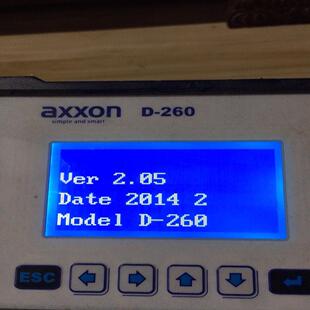 axxon D-260
simple and smart
Ver 2.05
Date 2014 2
Model D-260
ESC